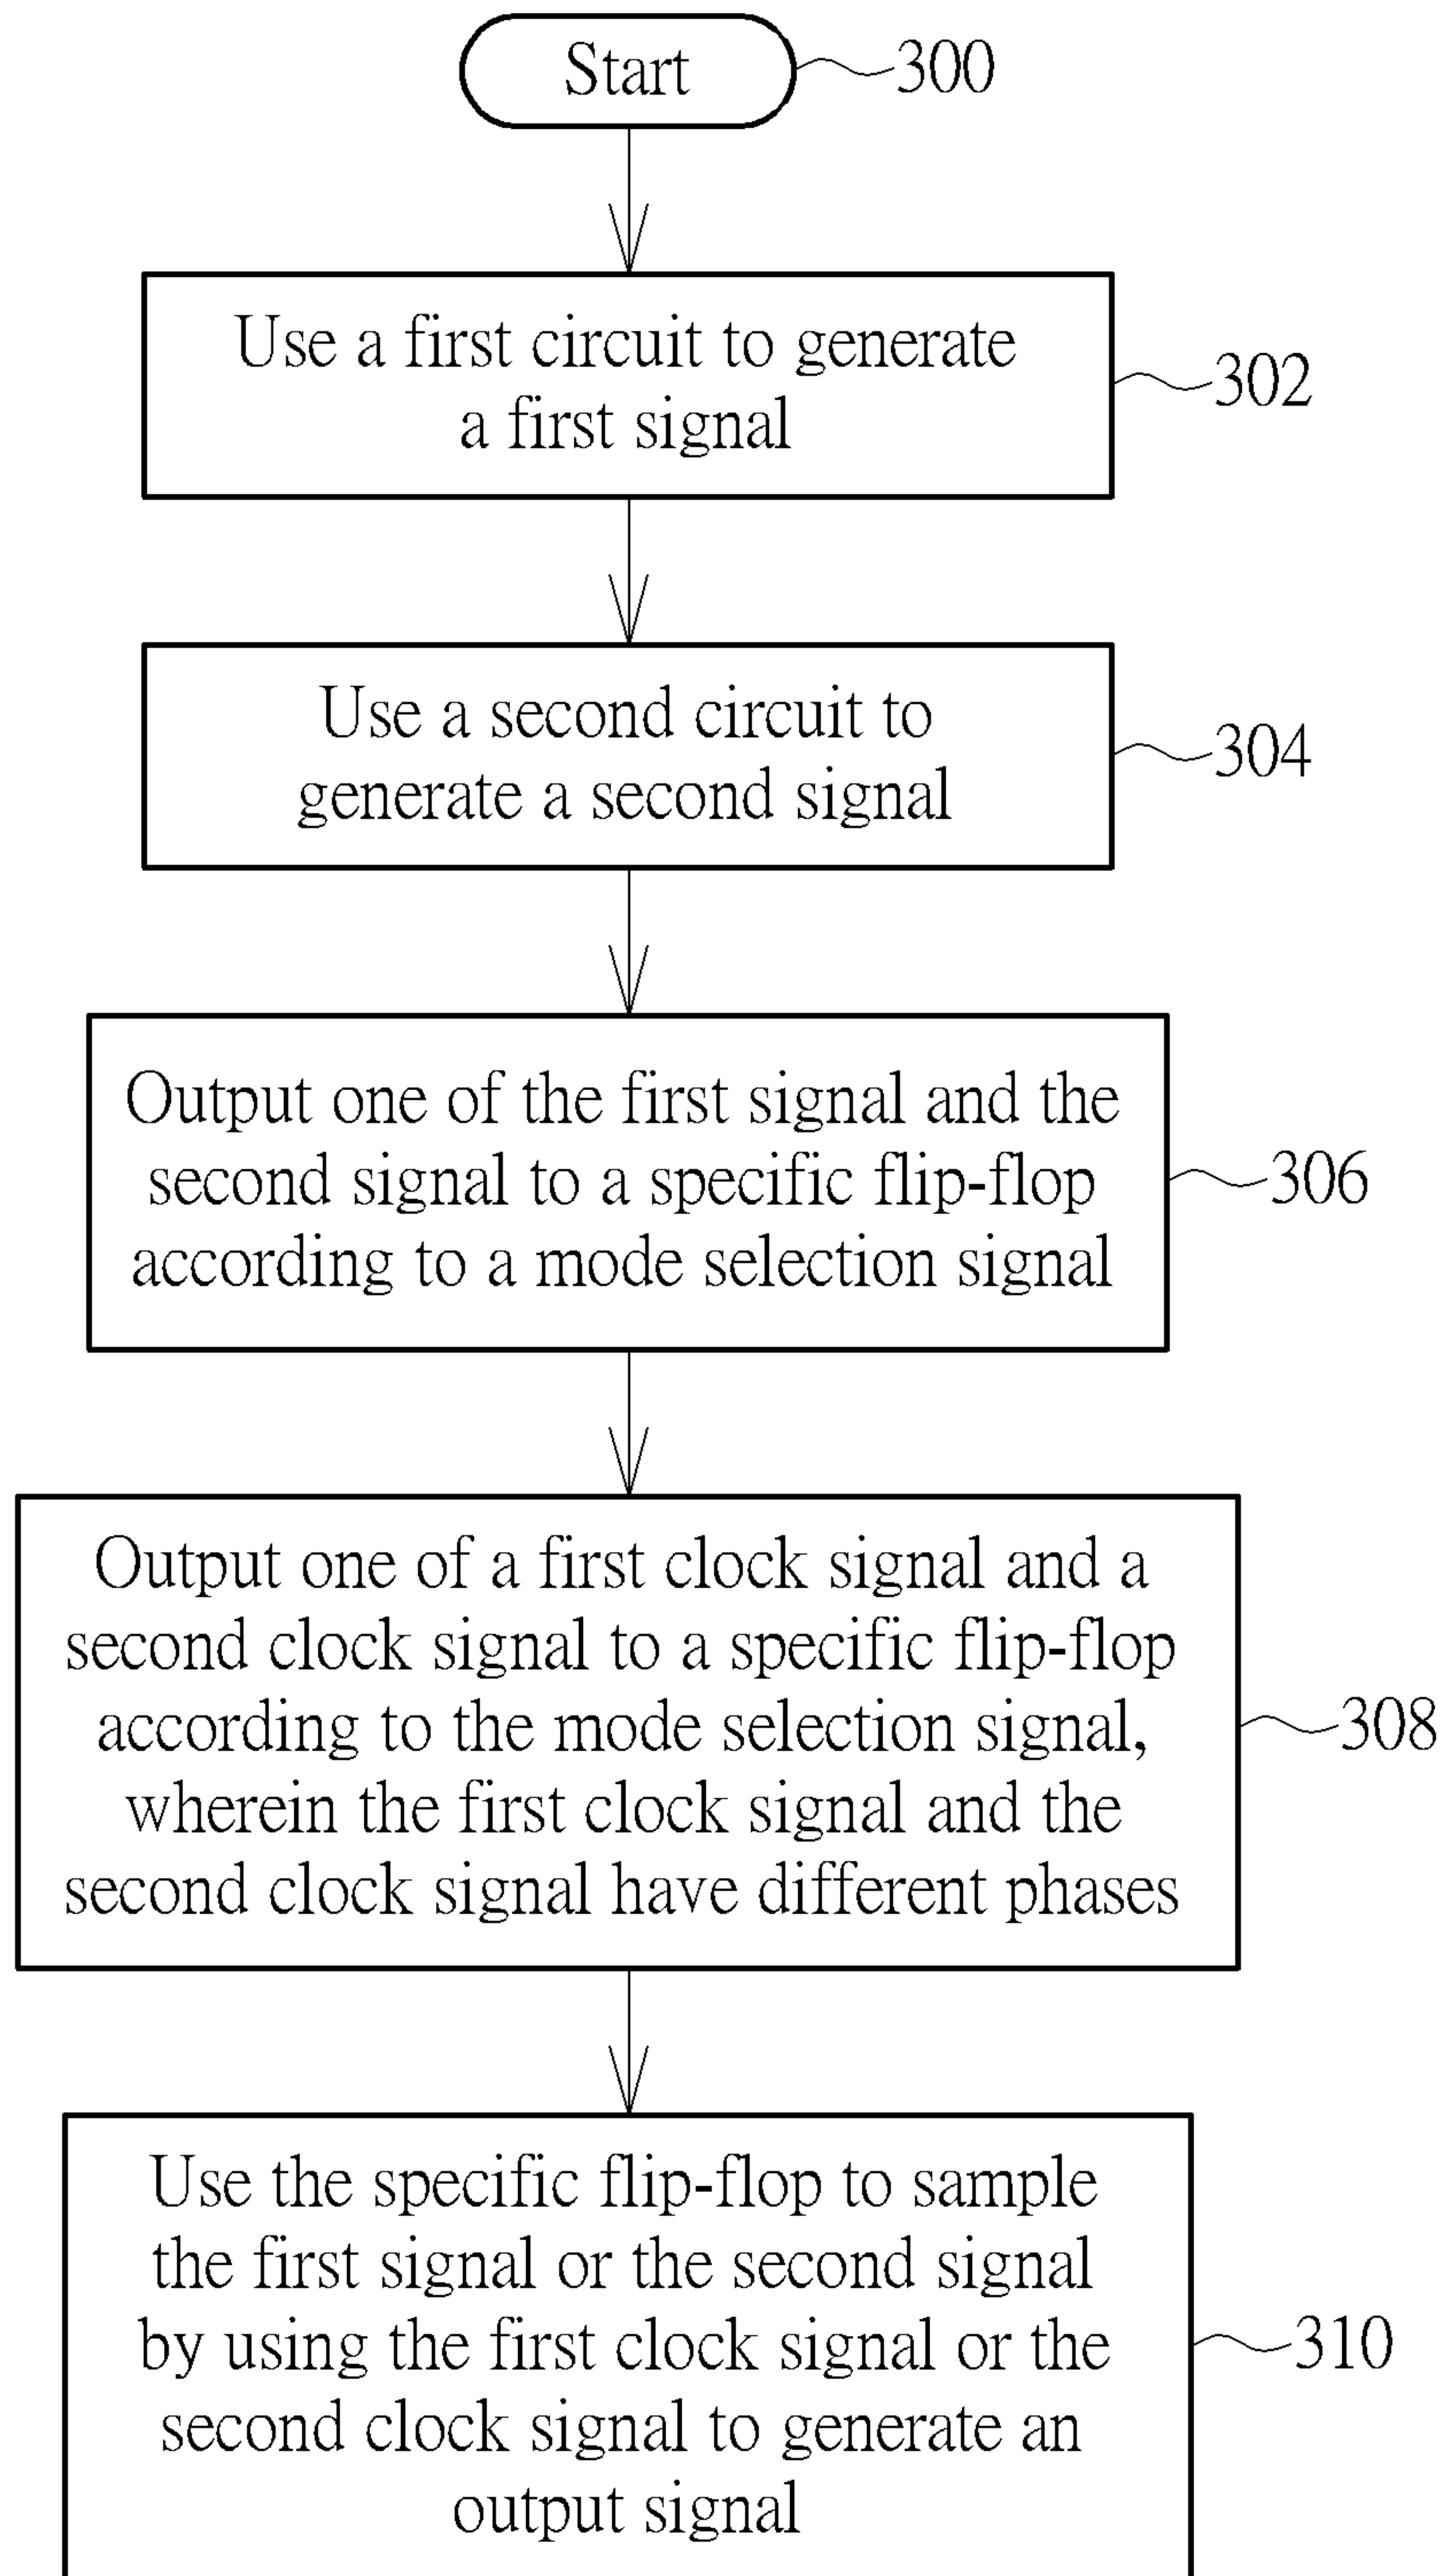 Start
300
Use a first circuit to generate
a first signal
302
Use a second circuit to
generate a second signal
304
Output one of the first signal and the
second signal to a specific flip-flop
according to a mode selection signal
306
Output one of a first clock signal and a
second clock signal to a specific flip-flop
according to the mode selection signal,
wherein the first clock signal and the
second clock signal have different phases
308
Use the specific flip-flop to sample
the first signal or the second signal
by using the first clock signal or the
second clock signal to generate an
output signal
310